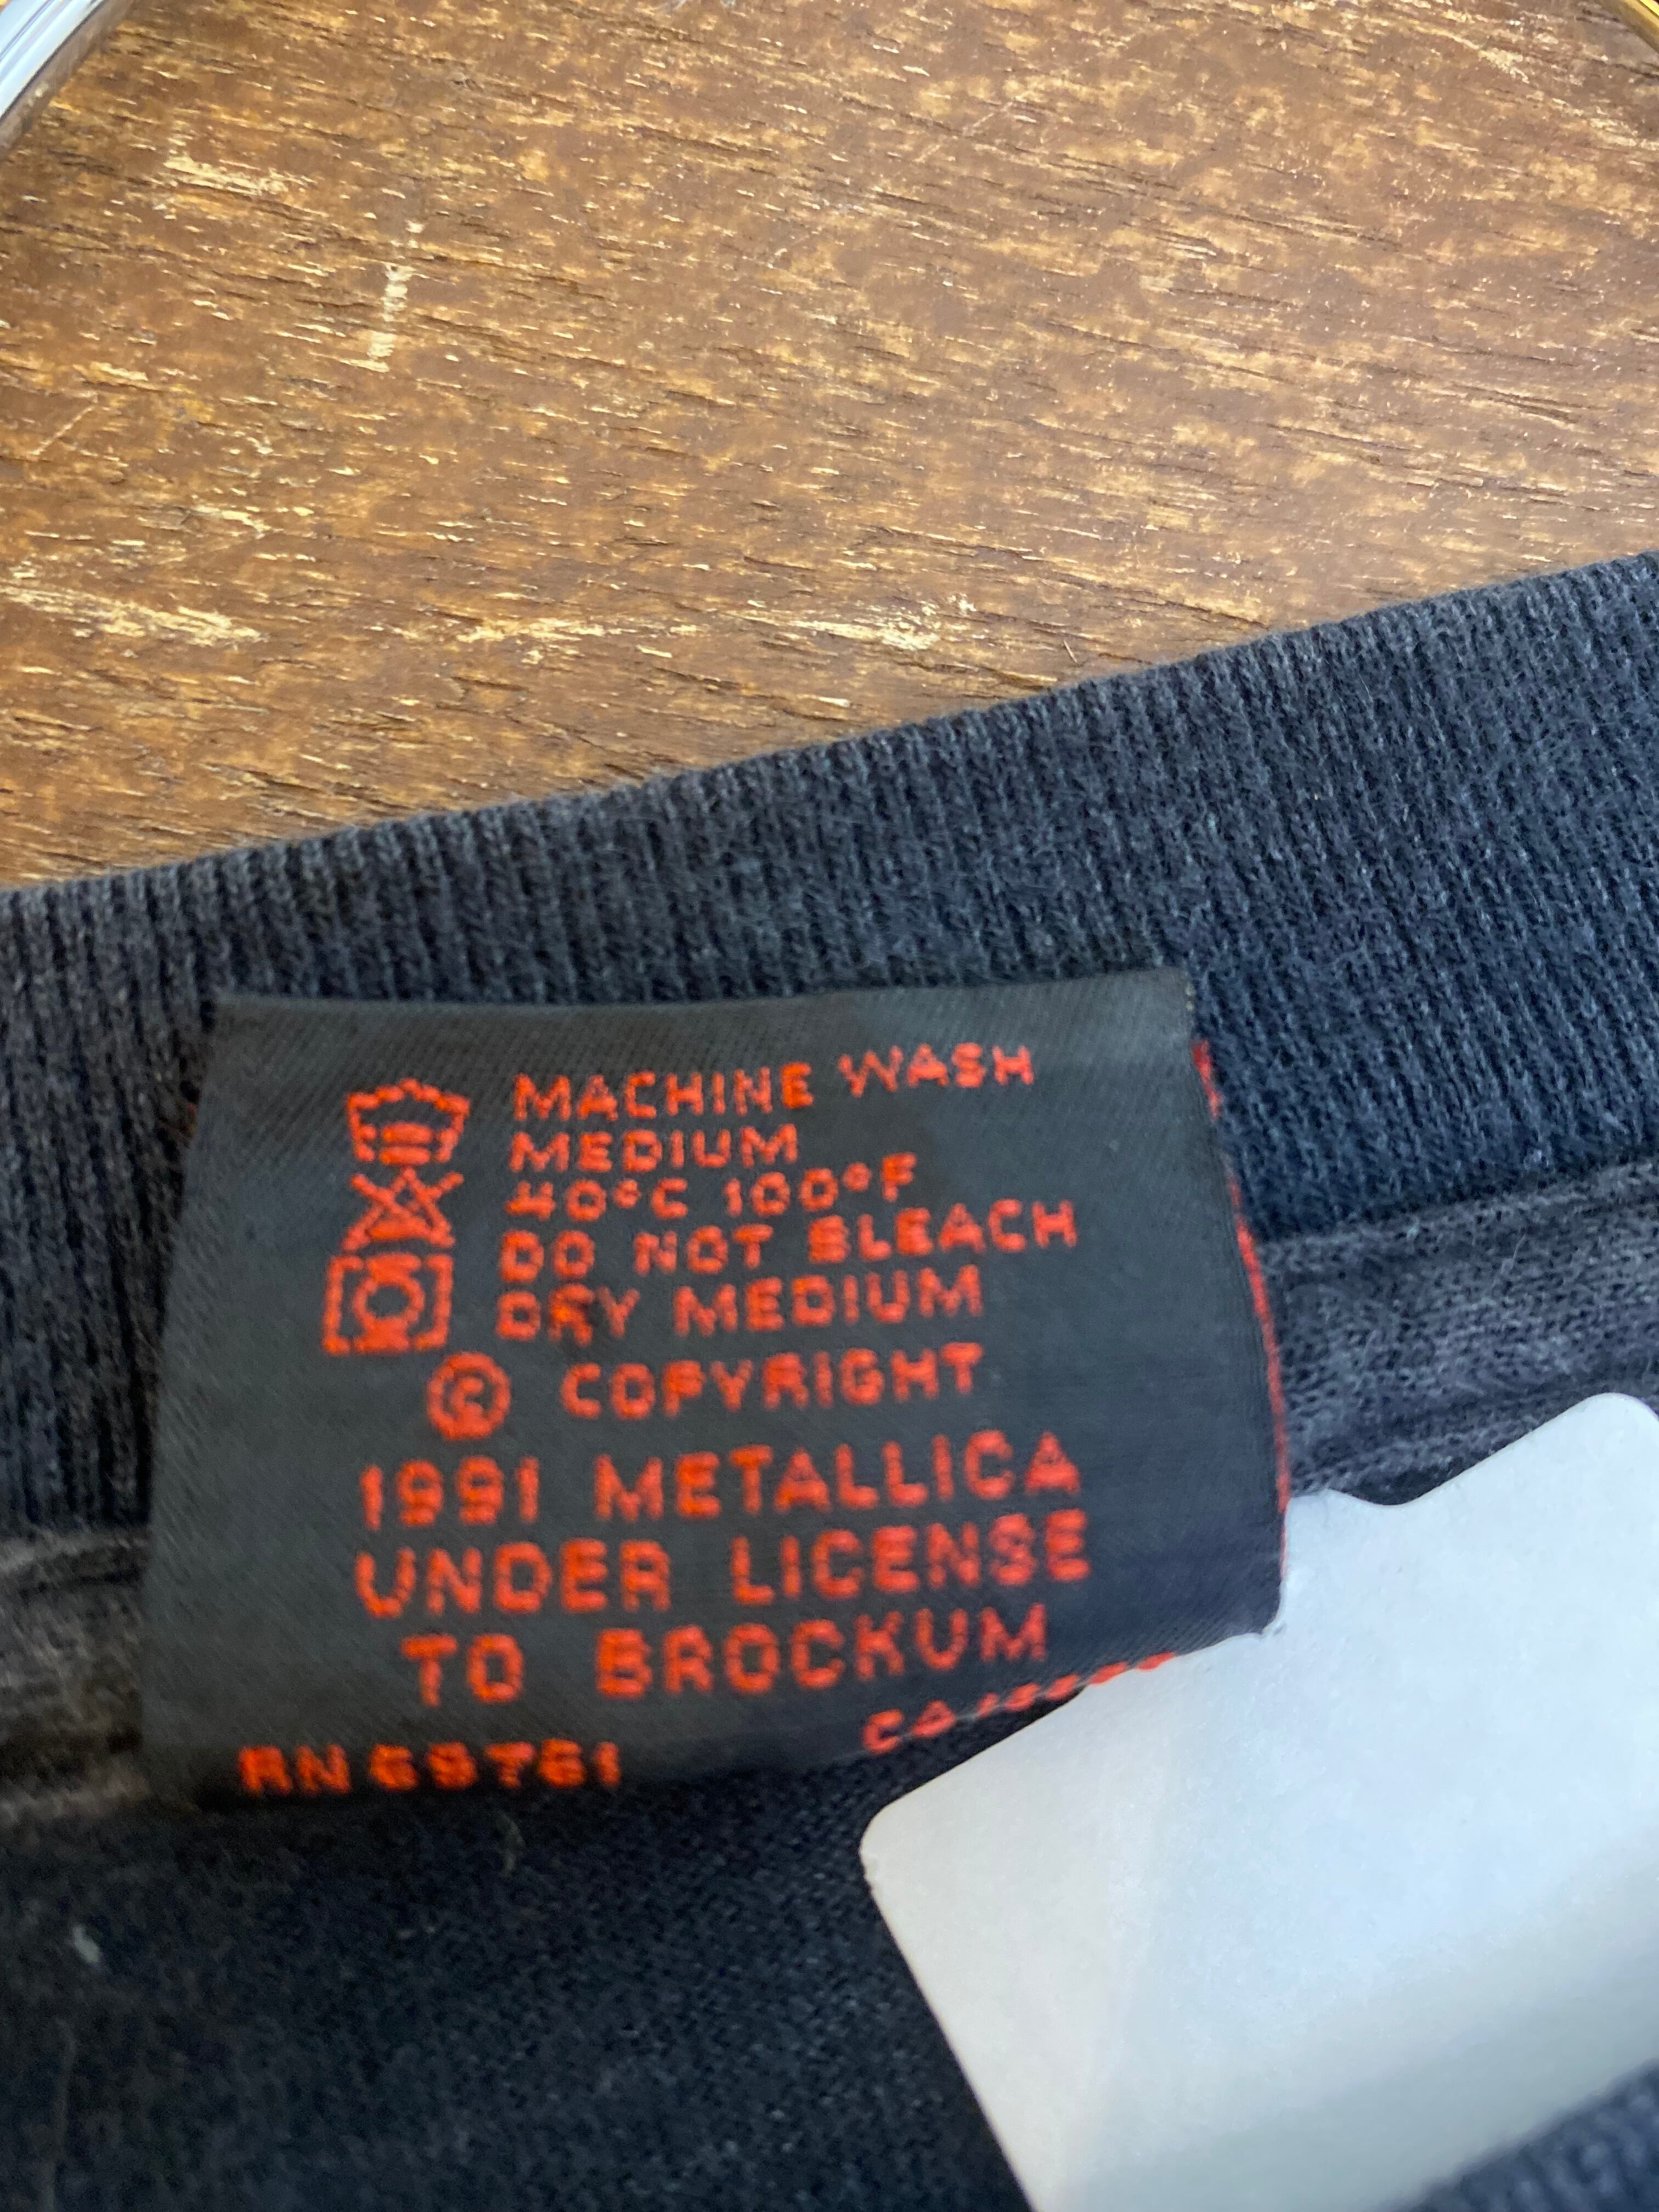 MACHINE WASH
MEDIUM
40°C 100°F
DO NOT BLEACH
DRY MEDIUM
© COPYRIGHT
1991 METALLICA
UNDER LICENSE
TO BROCKUM
RN 69761